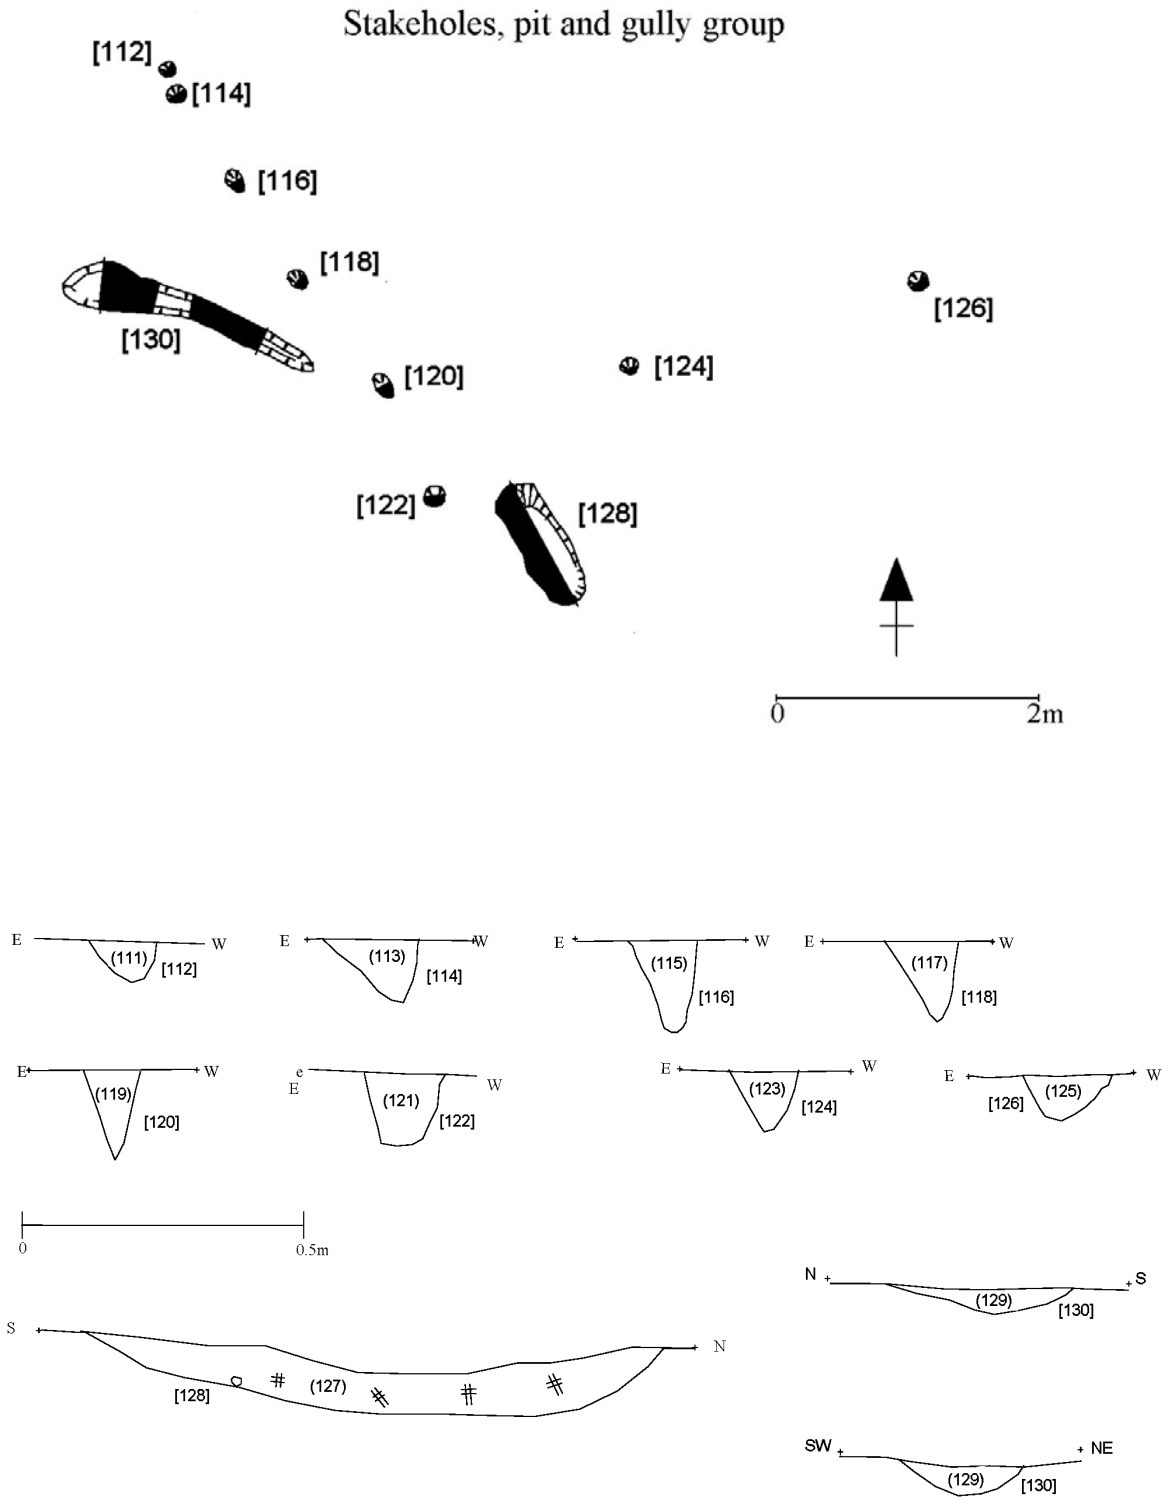 Stakeholes, pit and gully group
[112]
[114]
[116]
[118]
[130]
[126]
[120]
[124]
[122]
[128]
0 2m
E (111) [112] W
E (113) [114] W
E (115) [116] W
E (117) [118] W
E (119) [120] W
e
E (121) [122] W
E (123) [124] W
E [126] (125) W
0 0.5m
N (129) [130] S
S [128] (127) N
SW (129) [130] NE